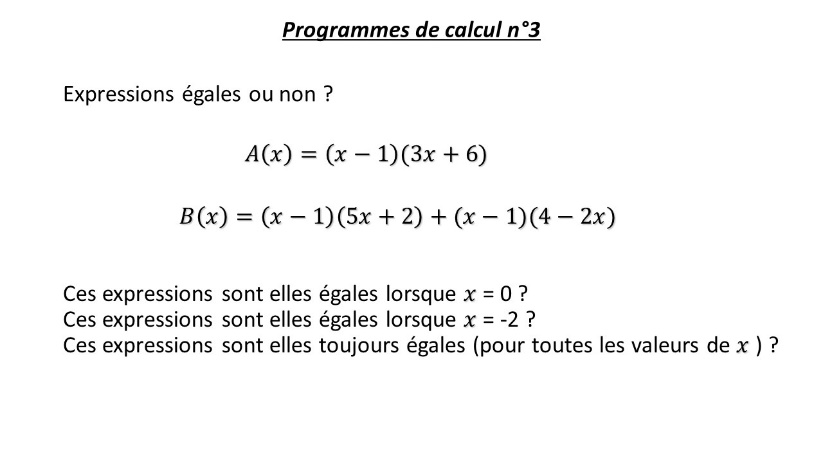 Programmes de calcul n°3
Expressions égales ou non ?
A(x) = (x − 1)(3x + 6)
B(x) = (x − 1)(5x + 2) + (x − 1)(4 − 2x)
Ces expressions sont elles égales lorsque x = 0 ?
Ces expressions sont elles égales lorsque x = -2 ?
Ces expressions sont elles toujours égales (pour toutes les valeurs de x ) ?